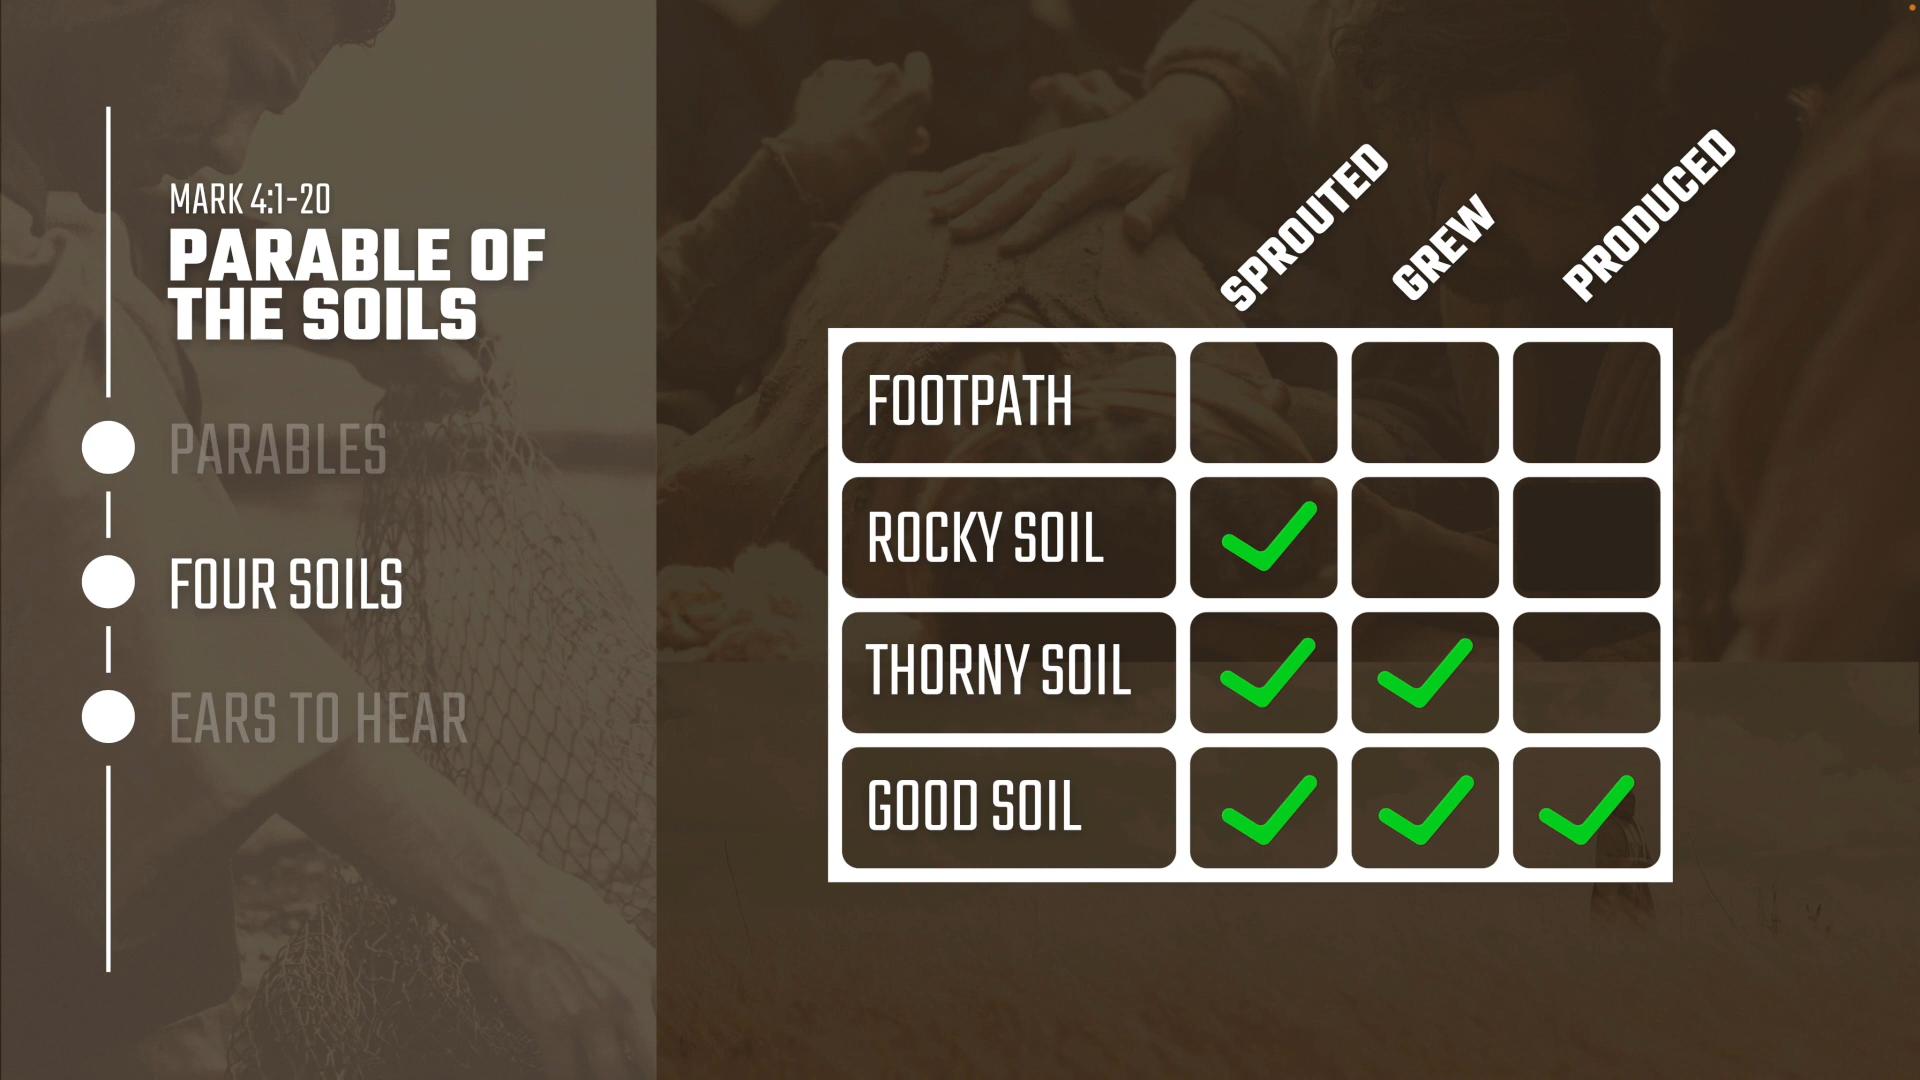 MARK 4:1-20
PARABLE OF
THE SOILS
PARABLES
FOUR SOILS
EARS TO HEAR
SPROUTED
GREW
PRODUCED
FOOTPATH
ROCKY SOIL
THORNY SOIL
GOOD SOIL